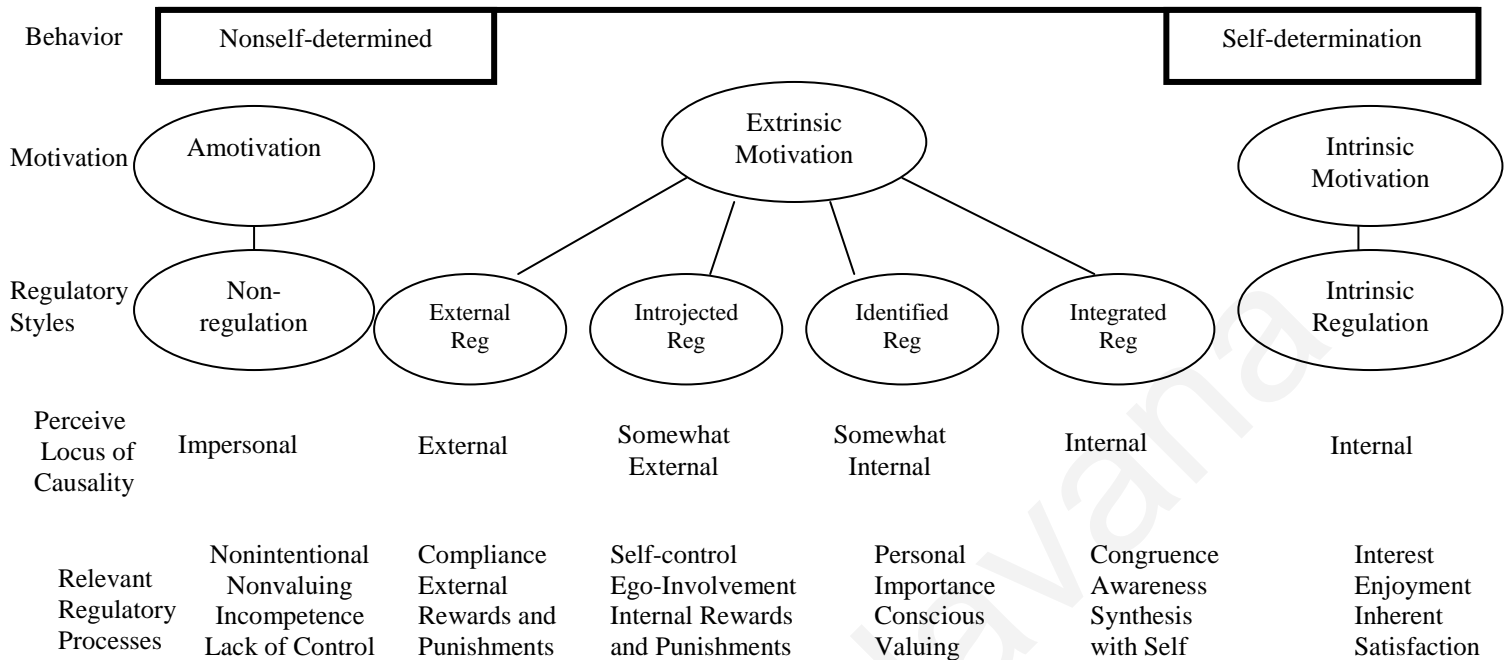 Behavior
Nonself-determined
Self-determination
Motivation
Amotivation
Extrinsic
Motivation
Intrinsic
Motivation
Regulatory
Styles
Non-
regulation
External
Reg
Introjected
Reg
Identified
Reg
Integrated
Reg
Intrinsic
Regulation
Perceive
Locus of
Causality
Impersonal
External
Somewhat
External
Somewhat
Internal
Internal
Internal
Relevant
Regulatory
Processes
Nonintentional
Nonvaluing
Incompetence
Lack of Control
Compliance
External
Rewards and
Punishments
Self-control
Ego-Involvement
Internal Rewards
and Punishments
Personal
Importance
Conscious
Valuing
Congruence
Awareness
Synthesis
with Self
Interest
Enjoyment
Inherent
Satisfaction